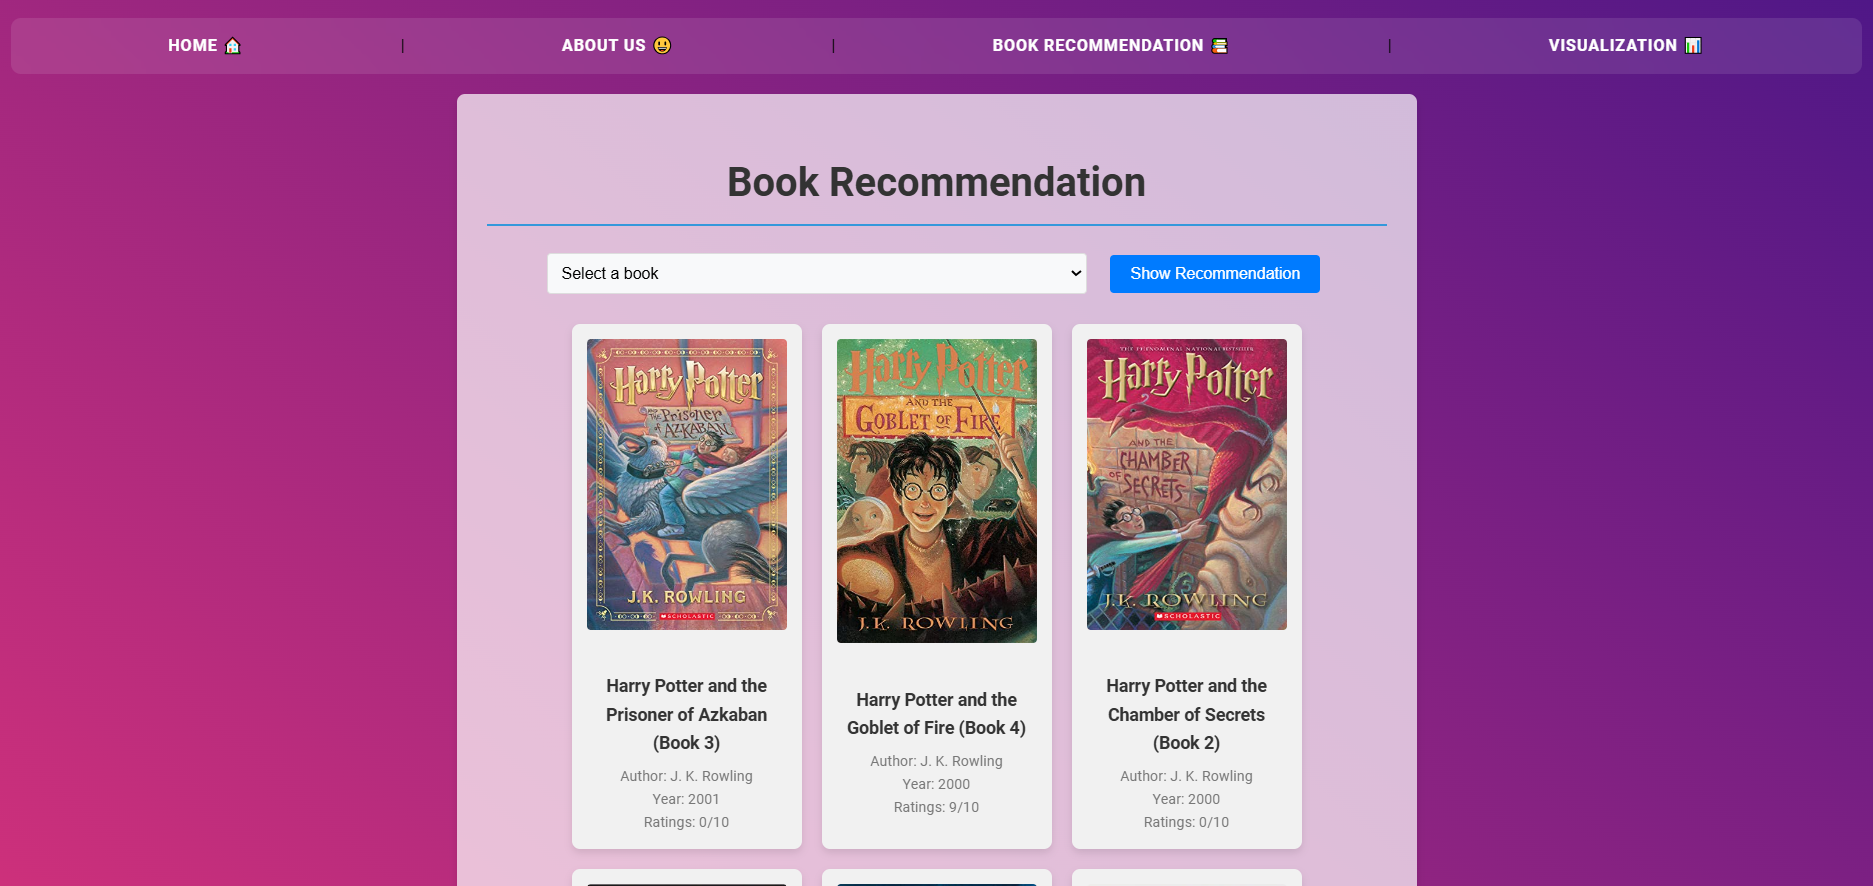 HOME 🏠 | ABOUT US 😃 | BOOK RECOMMENDATION 📚 | VISUALIZATION 📊
Book Recommendation
Select a book
Show Recommendation
Harry Potter
AND THE
Prisoner
of AZKABAN
J.K. ROWLING
SCHOLASTIC
Harry Potter
AND THE
GOBLET OF FIRE
J.K. ROWLING
THE PHENOMENAL NATIONAL BESTSELLER
Harry Potter
AND THE
CHAMBER
OF SECRETS
J.K. ROWLING
SCHOLASTIC
Harry Potter and the
Prisoner of Azkaban
(Book 3)
Author: J. K. Rowling
Year: 2001
Ratings: 0/10
Harry Potter and the
Goblet of Fire (Book 4)
Author: J. K. Rowling
Year: 2000
Ratings: 9/10
Harry Potter and the
Chamber of Secrets
(Book 2)
Author: J. K. Rowling
Year: 2000
Ratings: 0/10